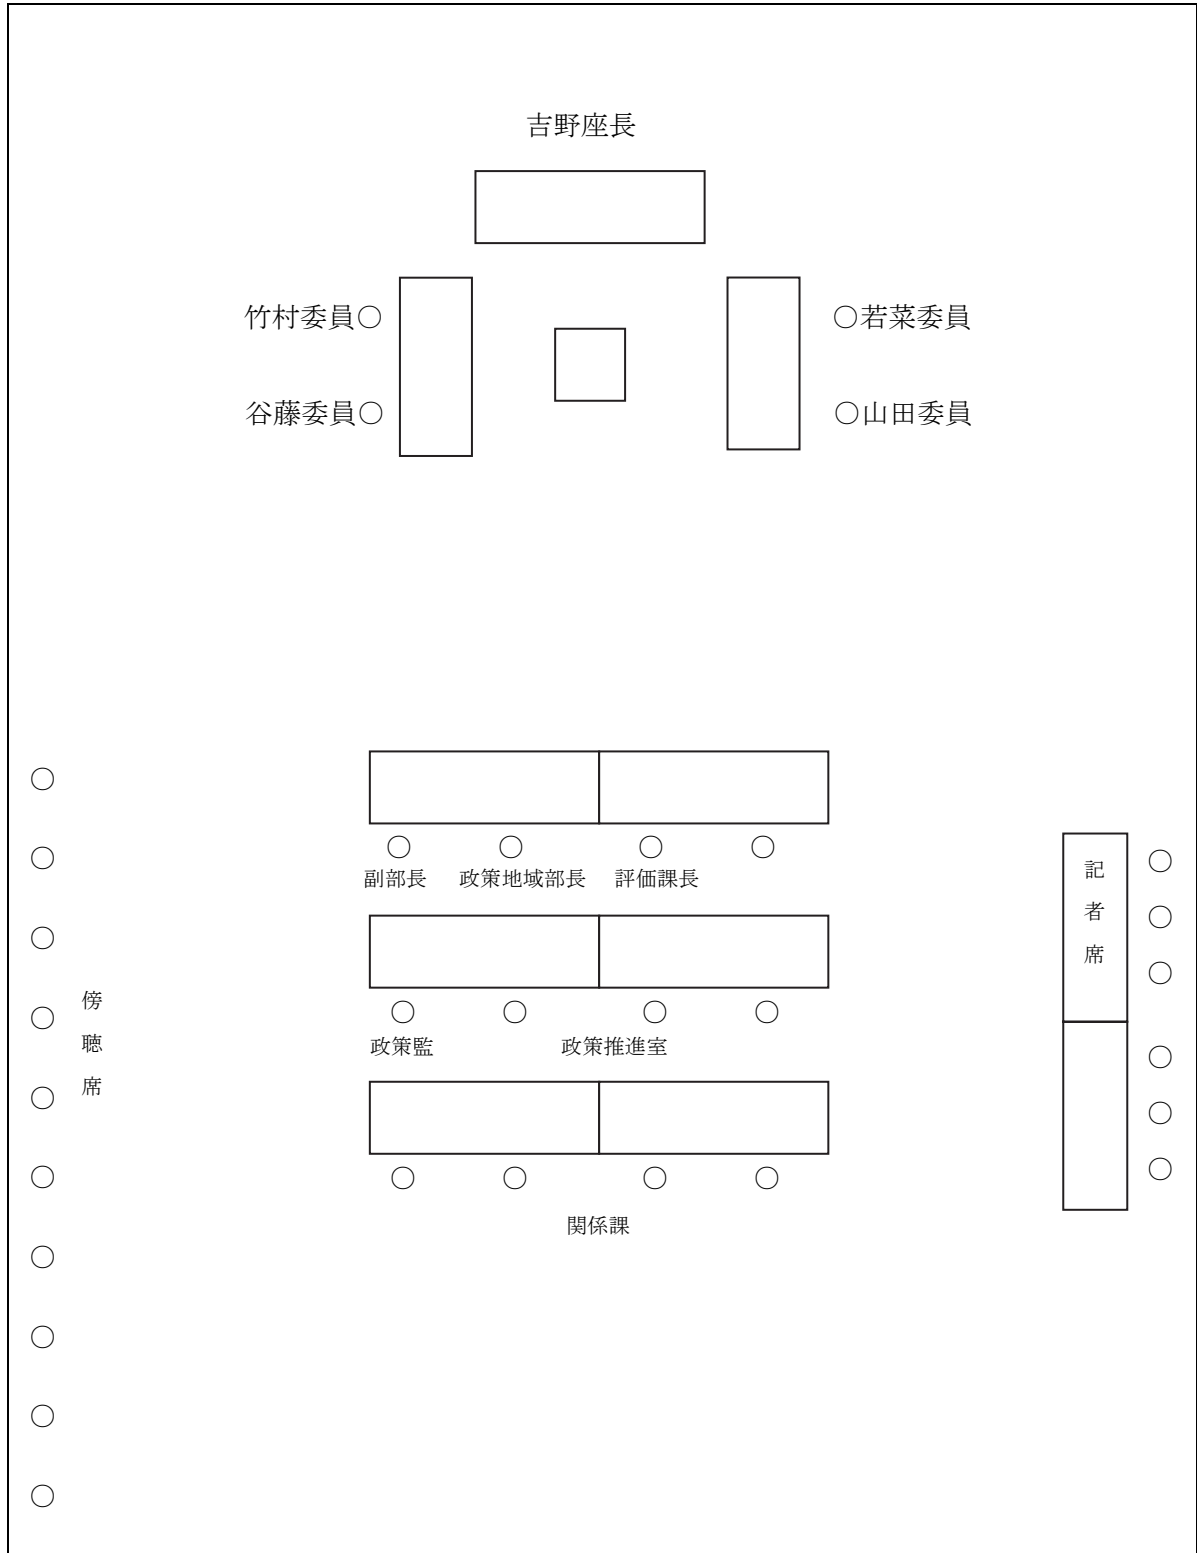 吉野座長
竹村委員○ ○若菜委員
谷藤委員○ ○山田委員
副部長 政策地域部長 評価課長
記者席
政策監 政策推進室
傍聴席
関係課